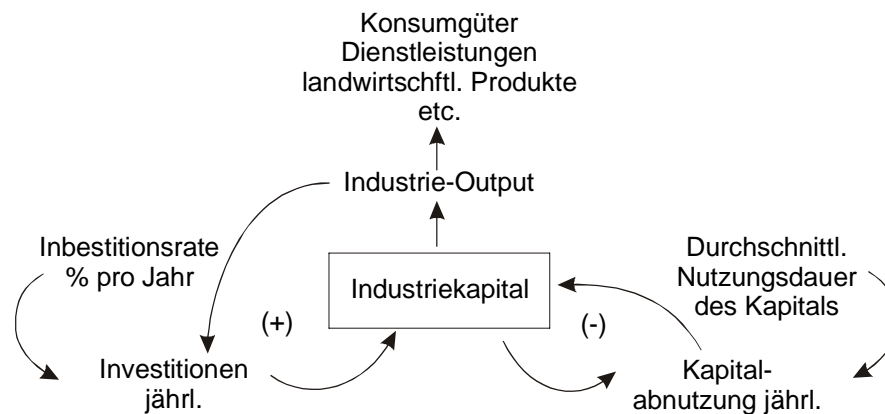 Konsumgüter
Dienstleistungen
landwirtschftl. Produkte
etc.
Industrie-Output
Inbestitionsrate
% pro Jahr
Industriekapital
Durchschnittl.
Nutzungsdauer
des Kapitals
(+)
(-)
Investitionen
jährl.
Kapital-
abnutzung jährl.